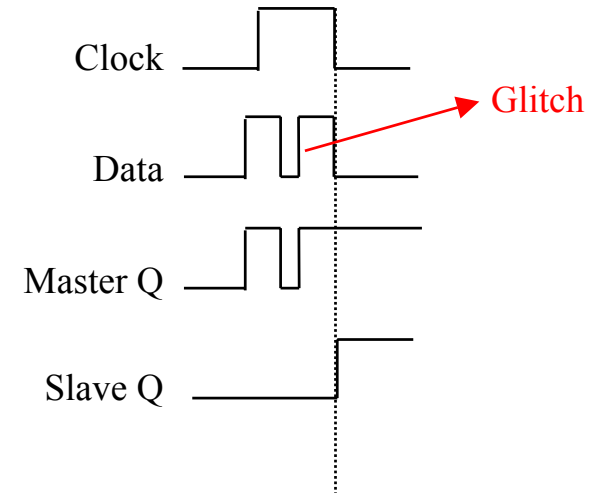 Clock
Glitch
Data
Master Q
Slave Q